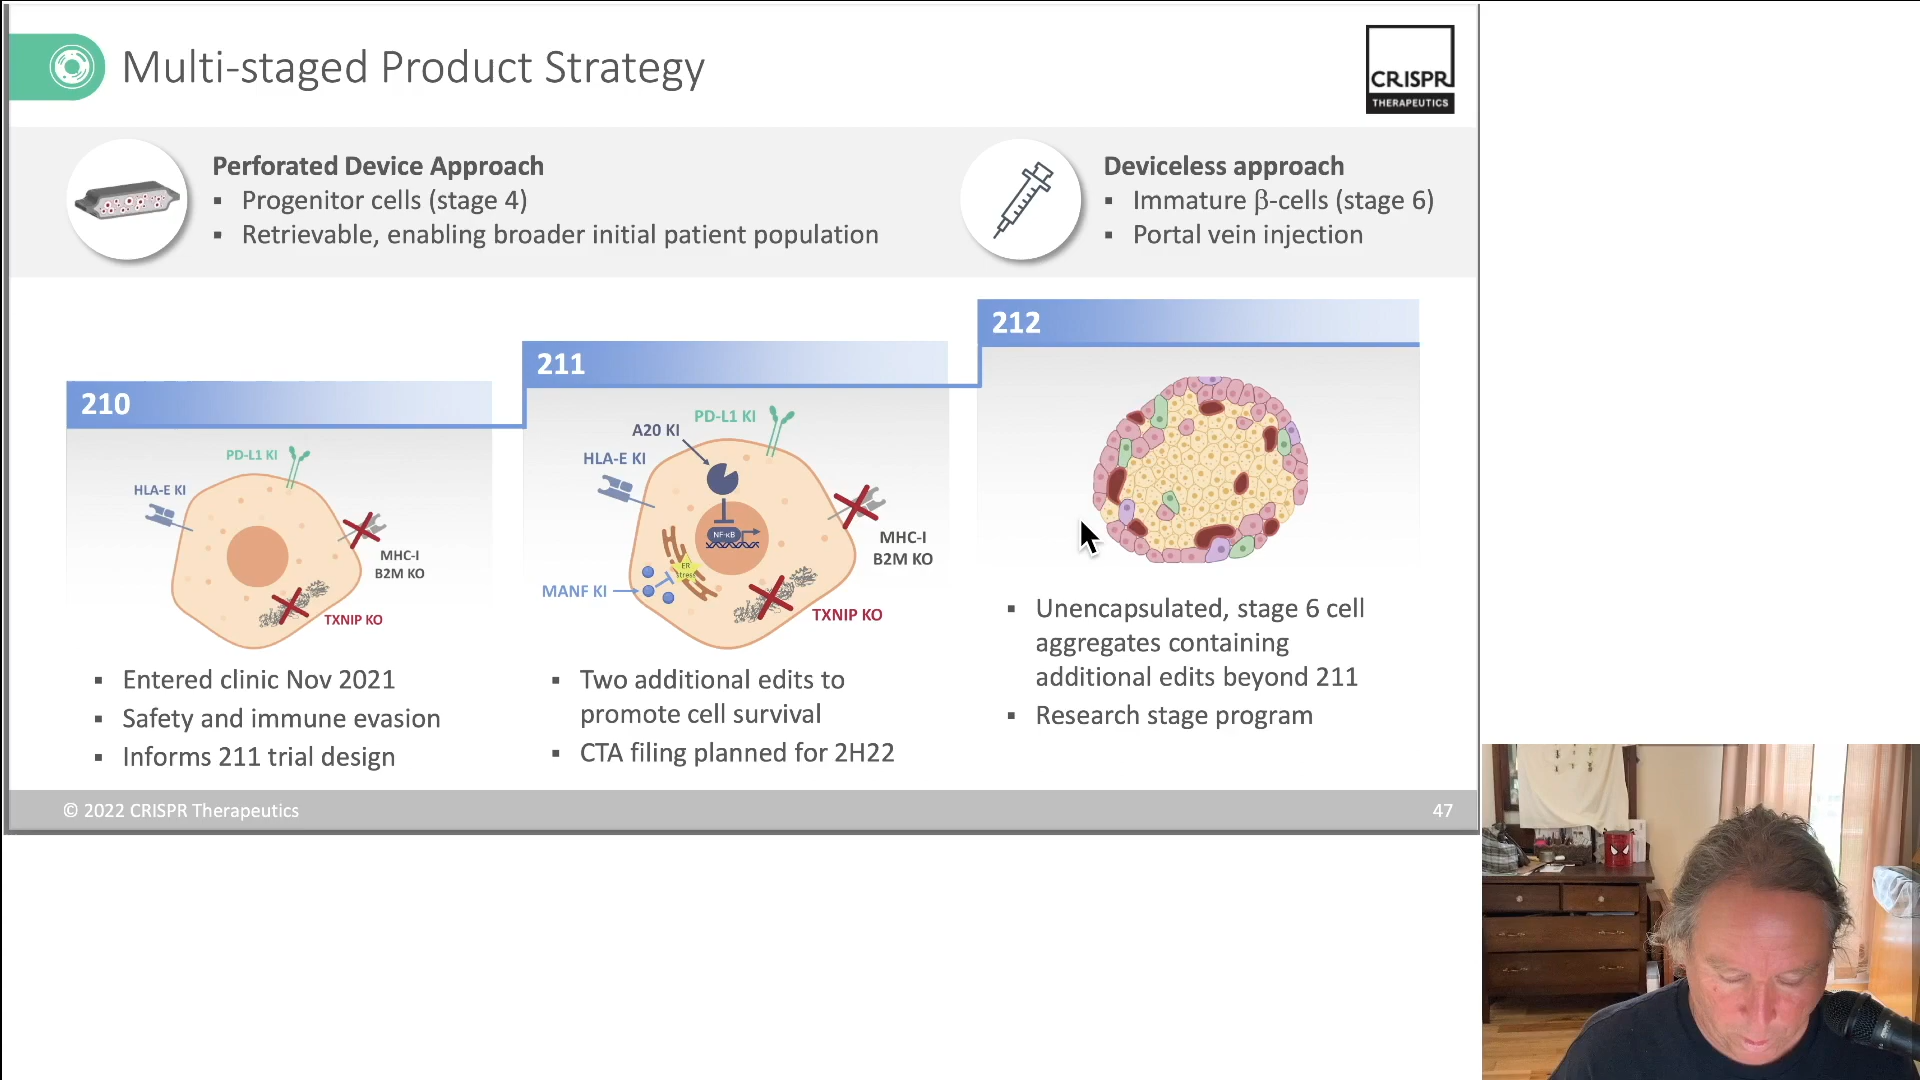 Multi-staged Product Strategy
CRISPR
THERAPEUTICS
Perforated Device Approach
▪ Progenitor cells (stage 4)
▪ Retrievable, enabling broader initial patient population
Deviceless approach
▪ Immature β-cells (stage 6)
▪ Portal vein injection
210
PD-L1 KI
HLA-E KI
MHC-I
B2M KO
TXNIP KO
▪ Entered clinic Nov 2021
▪ Safety and immune evasion
▪ Informs 211 trial design
211
PD-L1 KI
A20 KI
HLA-E KI
NF-κB
ER
stress
MHC-I
B2M KO
MANF KI
TXNIP KO
▪ Two additional edits to
promote cell survival
▪ CTA filing planned for 2H22
212
▪ Unencapsulated, stage 6 cell
aggregates containing
additional edits beyond 211
▪ Research stage program
© 2022 CRISPR Therapeutics
47